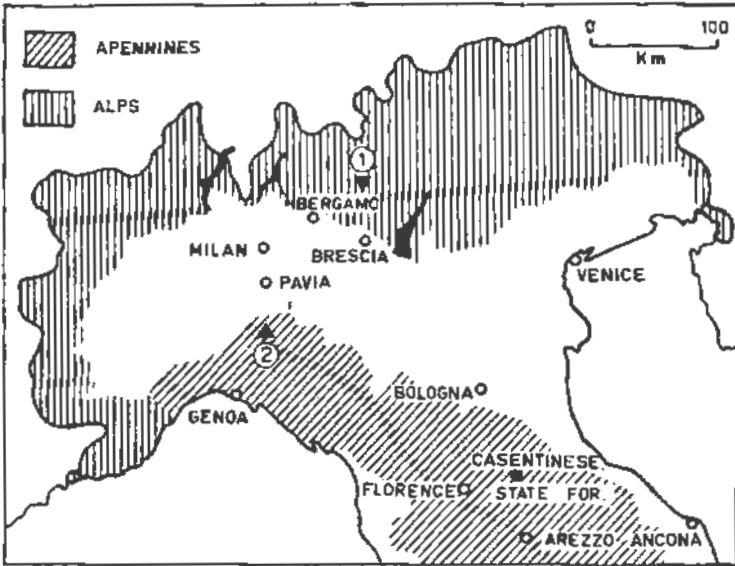 APENNINES
0 100
Km
ALPS
1
BERGAMO
MILAN
BRESCIA
VENICE
PAVIA
2
BOLOGNA
GENOA
CASENTINESE
FLORENCE
STATE FOR.
AREZZO
ANCONA